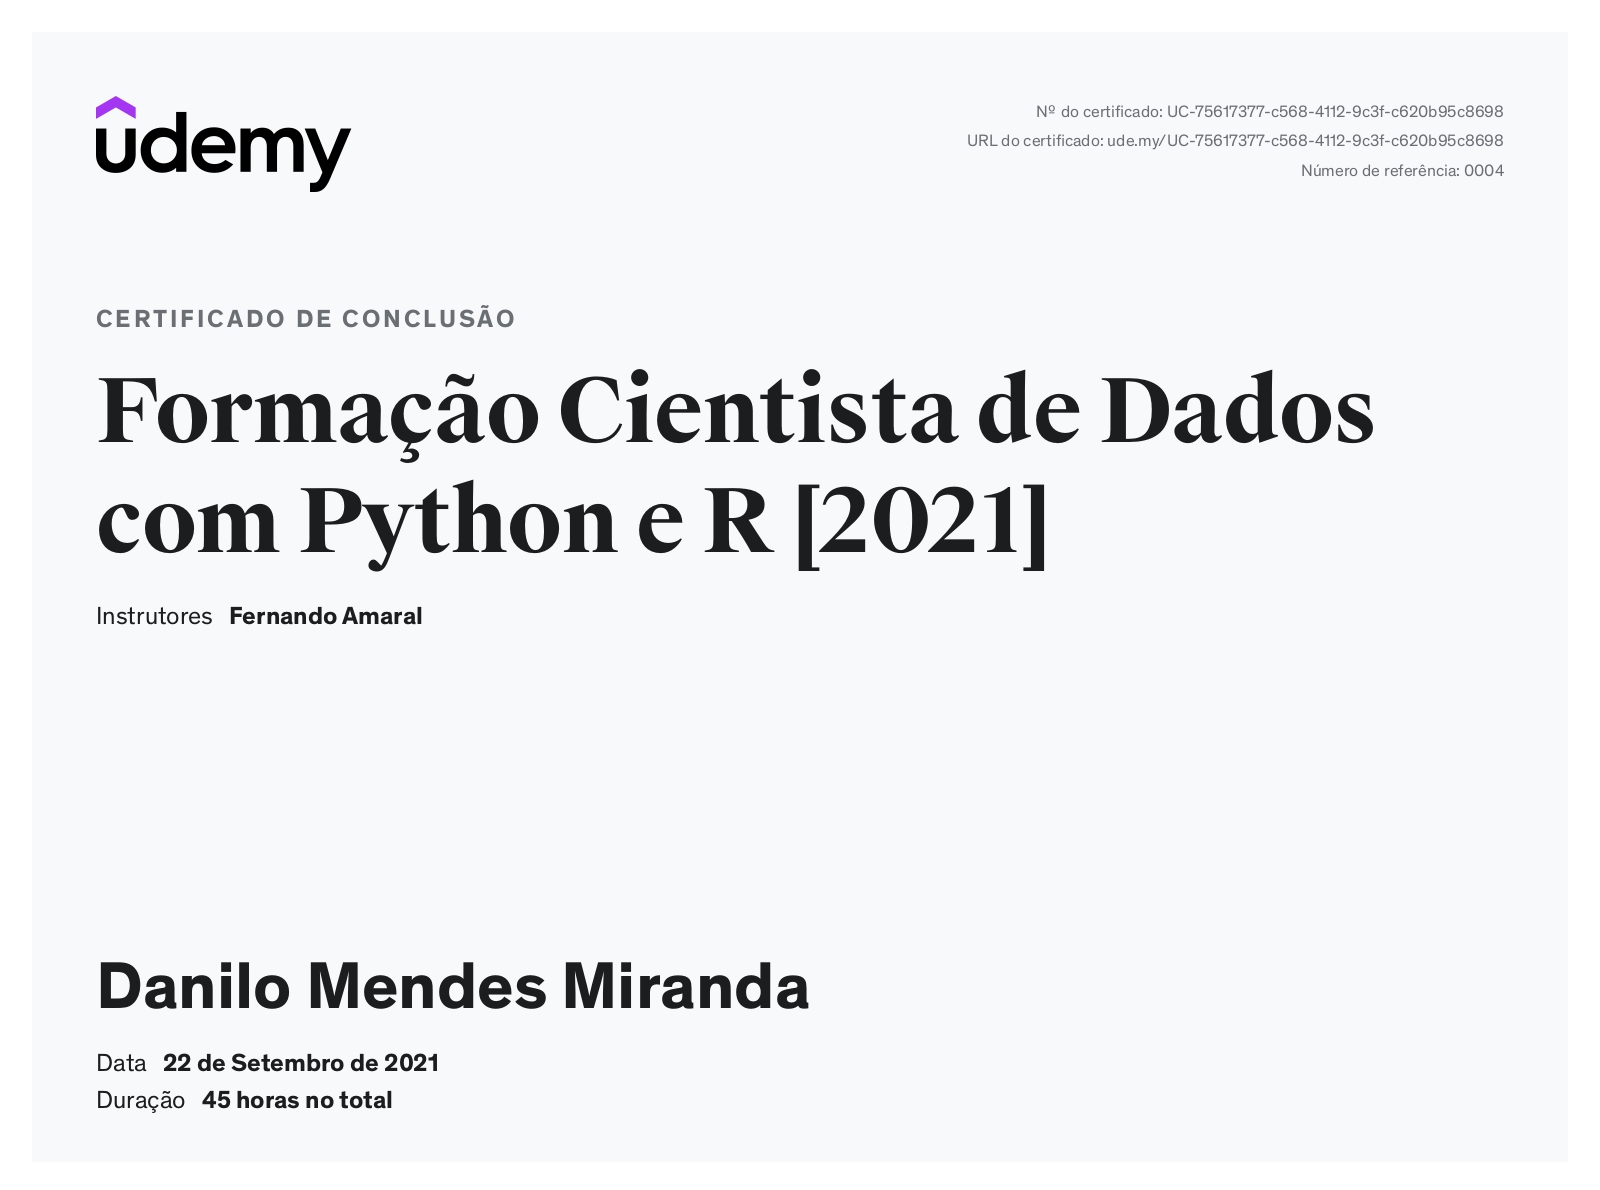 udemy
Nº do certificado: UC-75617377-c568-4112-9c3f-c620b95c8698
URL do certificado: ude.my/UC-75617377-c568-4112-9c3f-c620b95c8698
Número de referência: 0004
CERTIFICADO DE CONCLUSÃO
Formação Cientista de Dados
com Python e R [2021]
Instrutores Fernando Amaral
Danilo Mendes Miranda
Data 22 de Setembro de 2021
Duração 45 horas no total